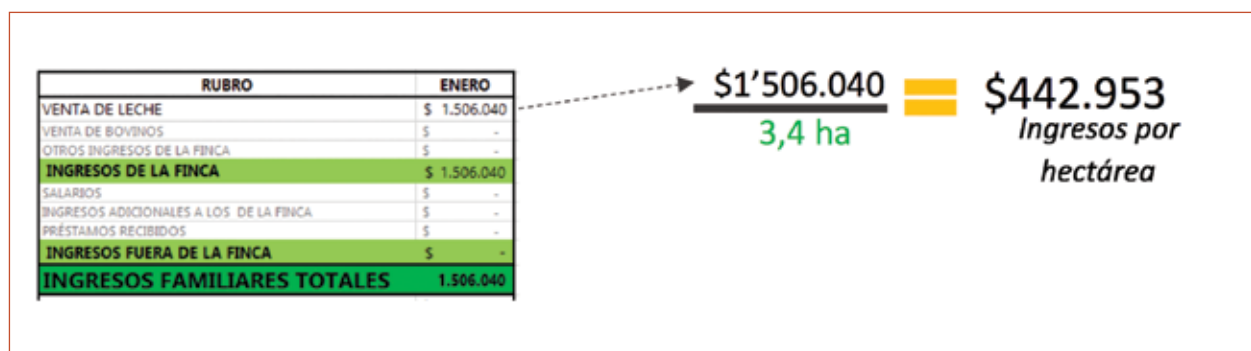 RUBRO ENERO
VENTA DE LECHE $ 1.506.040
VENTA DE BOVINOS $ -
OTROS INGRESOS DE LA FINCA $ -
INGRESOS DE LA FINCA $ 1.506.040
SALARIOS $ -
INGRESOS ADICIONALES A LOS DE LA FINCA $ -
PRÉSTAMOS RECIBIDOS $ -
INGRESOS FUERA DE LA FINCA $ -
INGRESOS FAMILIARES TOTALES 1.506.040
$1’506.040
3,4 ha
=
$442.953
Ingresos por
hectárea